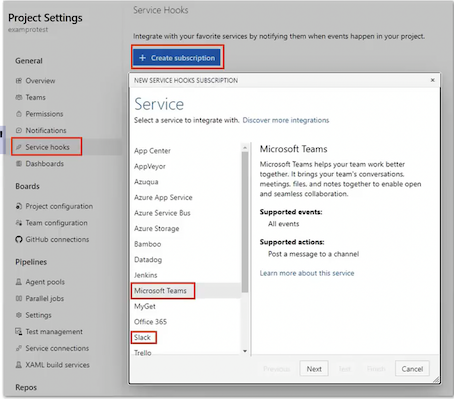 Project Settings
examprotest
General
Overview
Teams
Permissions
Notifications
Service hooks
Dashboards
Boards
Project configuration
Team configuration
GitHub connections
Pipelines
Agent pools
Parallel jobs
Settings
Test management
Service connections
XAML build services
Repos
Service Hooks
Integrate with your favorite services by notifying them when events happen in your project.
+ Create subscription
NEW SERVICE HOOKS SUBSCRIPTION
Service
Select a service to integrate with. Discover more integrations
App Center
AppVeyor
Azuqua
Azure App Service
Azure Service Bus
Azure Storage
Bamboo
Datadog
Jenkins
Microsoft Teams
MyGet
Office 365
Slack
Trello
Microsoft Teams
Microsoft Teams helps your team work better
together. It brings your team's conversations,
meetings, files, and notes together to enable open
and seamless collaboration.
Supported events:
All events
Supported actions:
Post a message to a channel
Learn more about this service
Previous Next Test Finish Cancel